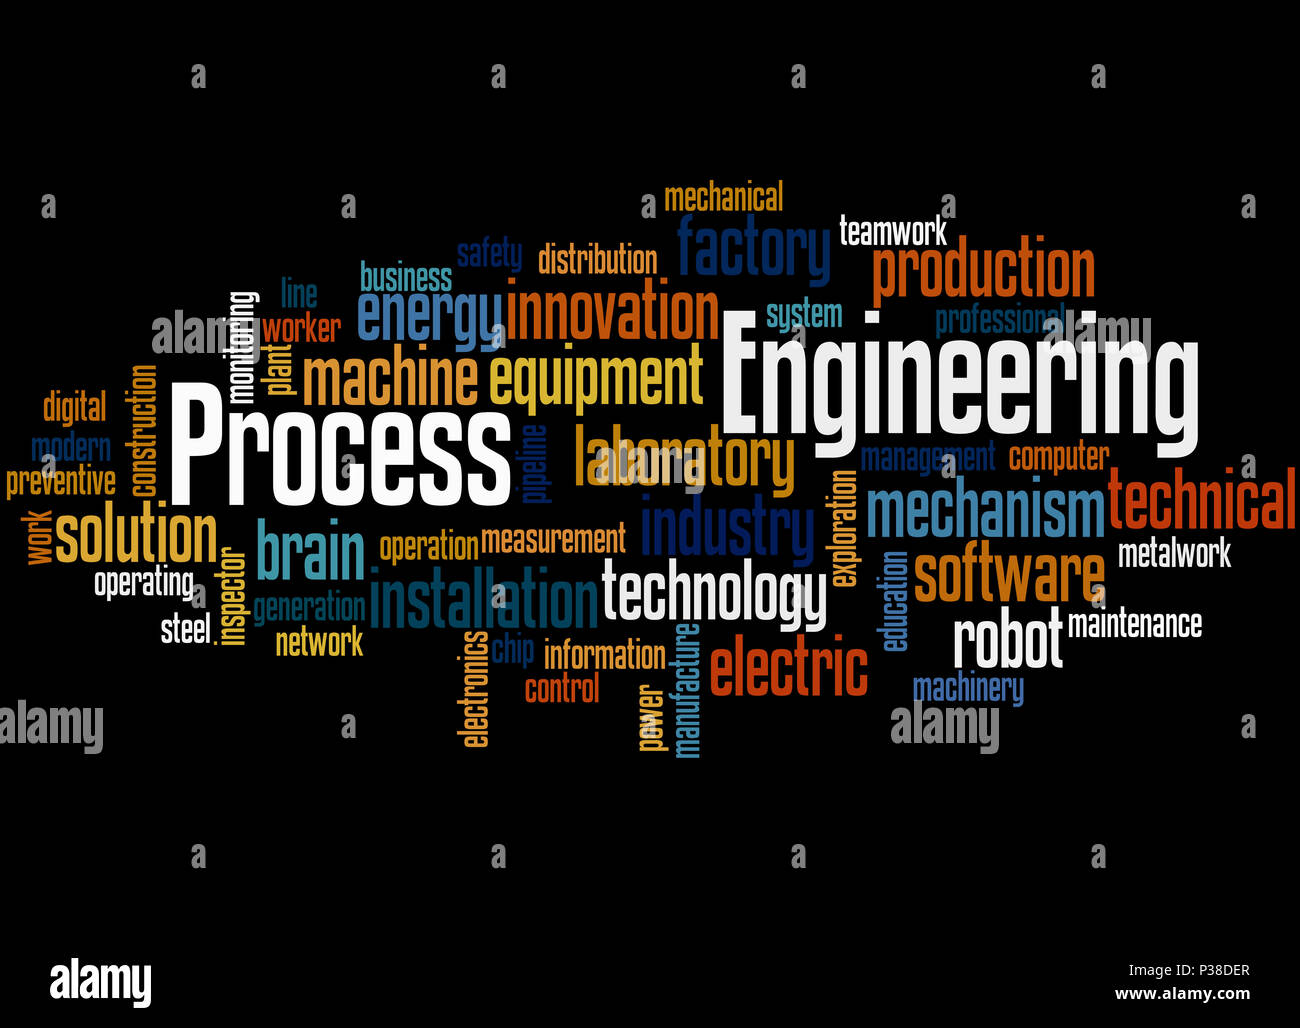 mechanical
factory
teamwork
safety
distribution
production
business
line
energy
innovation
system
professional
monitoring
worker
Engineering
plant
machine
equipment
construction
digital
Process
modern
preventive
pipeline
laboratory
management
computer
exploration
mechanism
technical
work
solution
brain
operation
measurement
industry
metalwork
operating
inspector
generation
installation
technology
education
software
steel
network
robot
maintenance
electronics
chip
information
control
power
manufacture
electric
machinery
a a a a
a a a a a
alamy alamy
a a
alamy a alamy a
a a a a
alamy
Image ID: P38DER
www.alamy.com